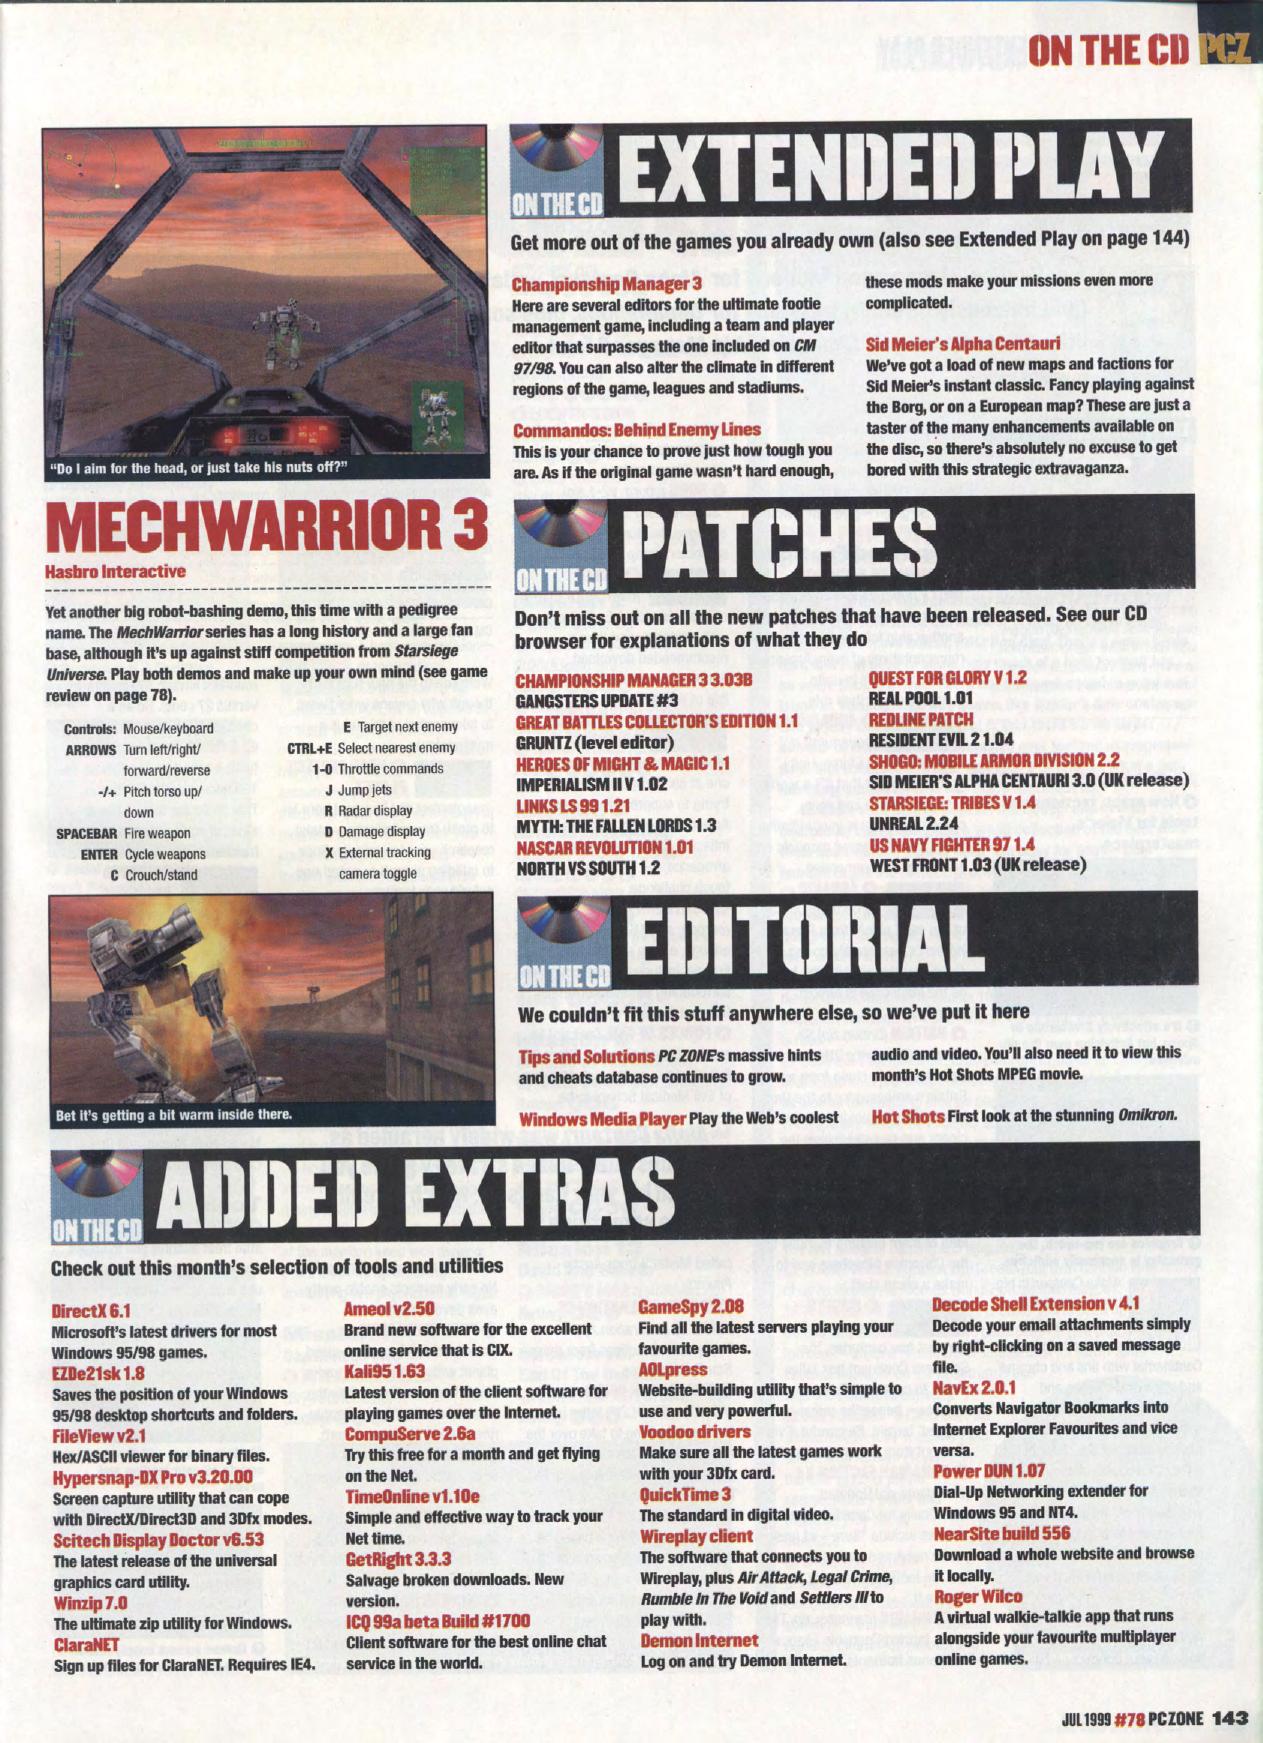 ON THE CD PCZ
"Do I aim for the head, or just take his nuts off?"
MECHWARRIOR 3
Hasbro Interactive
Yet another big robot-bashing demo, this time with a pedigree
name. The MechWarrior series has a long history and a large fan
base, although it's up against stiff competition from Starsiege
Universe. Play both demos and make up your own mind (see game
review on page 78).
Controls: Mouse/keyboard
ARROWS Turn left/right/
forward/reverse
-/+ Pitch torso up/
down
SPACEBAR Fire weapon
ENTER Cycle weapons
C Crouch/stand
E Target next enemy
CTRL+E Select nearest enemy
1-0 Throttle commands
J Jump jets
R Radar display
D Damage display
X External tracking
camera toggle
Bet it's getting a bit warm inside there.
ON THE CD
EXTENDED PLAY
Get more out of the games you already own (also see Extended Play on page 144)
Championship Manager 3
Here are several editors for the ultimate footie
management game, including a team and player
editor that surpasses the one included on CM
97/98. You can also alter the climate in different
regions of the game, leagues and stadiums.
Commandos: Behind Enemy Lines
This is your chance to prove just how tough you
are. As if the original game wasn't hard enough,
these mods make your missions even more
complicated.
Sid Meier's Alpha Centauri
We've got a load of new maps and factions for
Sid Meier's instant classic. Fancy playing against
the Borg, or on a European map? These are just a
taster of the many enhancements available on
the disc, so there's absolutely no excuse to get
bored with this strategic extravaganza.
ON THE CD
PATCHES
Don't miss out on all the new patches that have been released. See our CD
browser for explanations of what they do
CHAMPIONSHIP MANAGER 3 3.03B
GANGSTERS UPDATE #3
GREAT BATTLES COLLECTOR'S EDITION 1.1
GRUNTZ (level editor)
HEROES OF MIGHT & MAGIC 1.1
IMPERIALISM II V 1.02
LINKS LS 99 1.21
MYTH: THE FALLEN LORDS 1.3
NASCAR REVOLUTION 1.01
NORTH VS SOUTH 1.2
QUEST FOR GLORY V 1.2
REAL POOL 1.01
REDLINE PATCH
RESIDENT EVIL 2 1.04
SHOGO: MOBILE ARMOR DIVISION 2.2
SID MEIER'S ALPHA CENTAURI 3.0 (UK release)
STARSIEGE: TRIBES V 1.4
UNREAL 2.24
US NAVY FIGHTER 97 1.4
WEST FRONT 1.03 (UK release)
ON THE CD
EDITORIAL
We couldn't fit this stuff anywhere else, so we've put it here
Tips and Solutions PC ZONE's massive hints
and cheats database continues to grow.
Windows Media Player Play the Web's coolest
audio and video. You'll also need it to view this
month's Hot Shots MPEG movie.
Hot Shots First look at the stunning Omikron.
ON THE CD
ADDED EXTRAS
Check out this month's selection of tools and utilities
DirectX 6.1
Microsoft's latest drivers for most
Windows 95/98 games.
EZDe21sk 1.8
Saves the position of your Windows
95/98 desktop shortcuts and folders.
FileView v2.1
Hex/ASCII viewer for binary files.
Hypersnap-DX Pro v3.20.00
Screen capture utility that can cope
with DirectX/Direct3D and 3Dfx modes.
Scitech Display Doctor v6.53
The latest release of the universal
graphics card utility.
Winzip 7.0
The ultimate zip utility for Windows.
ClaraNET
Sign up files for ClaraNET. Requires IE4.
Ameol v2.50
Brand new software for the excellent
online service that is CIX.
Kali95 1.63
Latest version of the client software for
playing games over the Internet.
CompuServe 2.6a
Try this free for a month and get flying
on the Net.
TimeOnline v1.10e
Simple and effective way to track your
Net time.
GetRight 3.3.3
Salvage broken downloads. New
version.
ICQ 99a beta Build #1700
Client software for the best online chat
service in the world.
GameSpy 2.08
Find all the latest servers playing your
favourite games.
AOLpress
Website-building utility that's simple to
use and very powerful.
Voodoo drivers
Make sure all the latest games work
with your 3Dfx card.
QuickTime 3
The standard in digital video.
Wireplay client
The software that connects you to
Wireplay, plus Air Attack, Legal Crime,
Rumble In The Void and Settlers III to
play with.
Demon Internet
Log on and try Demon Internet.
Decode Shell Extension v 4.1
Decode your email attachments simply
by right-clicking on a saved message
file.
NavEx 2.0.1
Converts Navigator Bookmarks into
Internet Explorer Favourites and vice
versa.
Power DUN 1.07
Dial-Up Networking extender for
Windows 95 and NT4.
NearSite build 556
Download a whole website and browse
it locally.
Roger Wilco
A virtual walkie-talkie app that runs
alongside your favourite multiplayer
online games.
JUL 1999 #78 PC ZONE 143